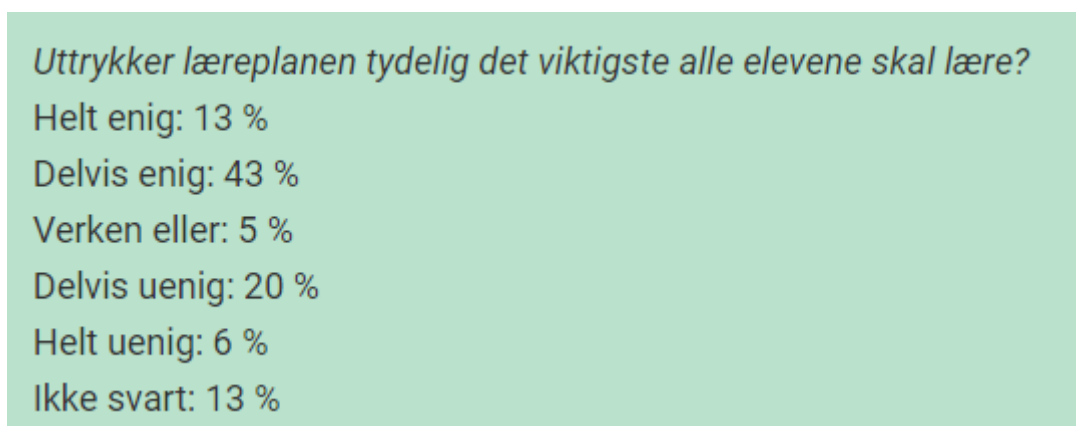 Uttrykker læreplanen tydelig det viktigste alle elevene skal lære?
Helt enig: 13 %
Delvis enig: 43 %
Verken eller: 5 %
Delvis uenig: 20 %
Helt uenig: 6 %
Ikke svart: 13 %